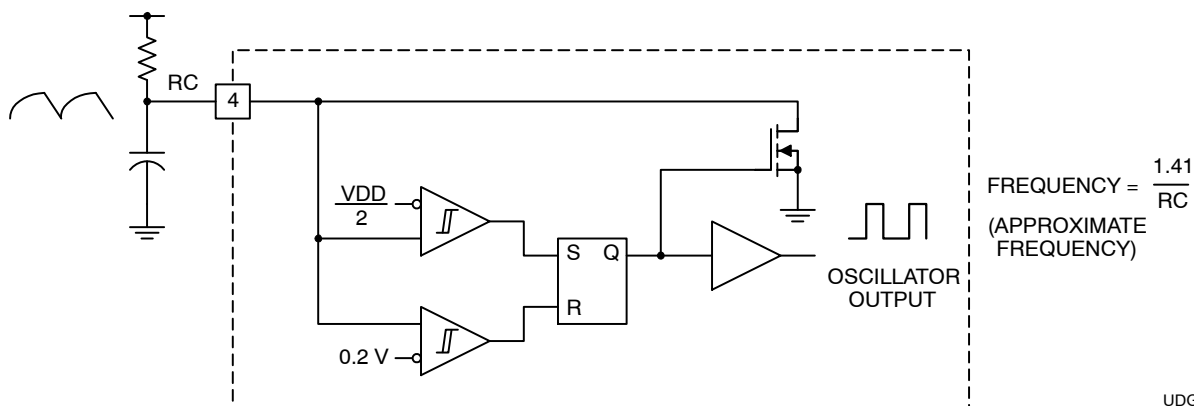 RC
4
VDD
2
S Q
R
0.2 V
OSCILLATOR
OUTPUT
FREQUENCY = 1.41
RC
(APPROXIMATE
FREQUENCY)
UDG